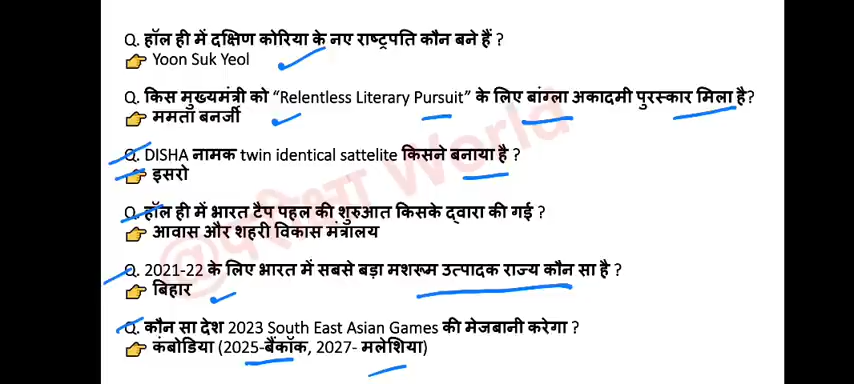 Q. हॉल ही में दक्षिण कोरिया के नए राष्ट्रपति कौन बने हैं ?
👉 Yoon Suk Yeol
Q. किस मुख्यमंत्री को “Relentless Literary Pursuit” के लिए बांग्ला अकादमी पुरस्कार मिला है?
👉 ममता बनर्जी
Q. DISHA नामक twin identical sattelite किसने बनाया है ?
👉 इसरो
Q. हॉल ही में भारत टैप पहल की शुरुआत किसके द्वारा की गई ?
👉 आवास और शहरी विकास मंत्रालय
Q. 2021-22 के लिए भारत में सबसे बड़ा मशरूम उत्पादक राज्य कौन सा है ?
👉 बिहार
Q. कौन सा देश 2023 South East Asian Games की मेजबानी करेगा ?
👉 कंबोडिया (2025-बैंकॉक, 2027- मलेशिया)
@परिक्षा World